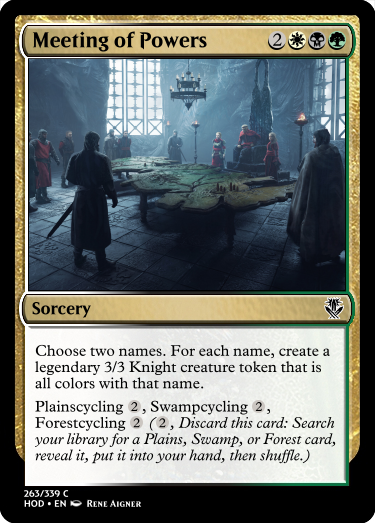 Meeting of Powers 2
Sorcery
Choose two names. For each name, create a
legendary 3/3 Knight creature token that is
all colors with that name.
Plainscycling 2, Swampcycling 2,
Forestcycling 2 (2, Discard this card: Search
your library for a Plains, Swamp, or Forest card,
reveal it, put it into your hand, then shuffle.)
263/339 C
HOD • EN Rene Aigner